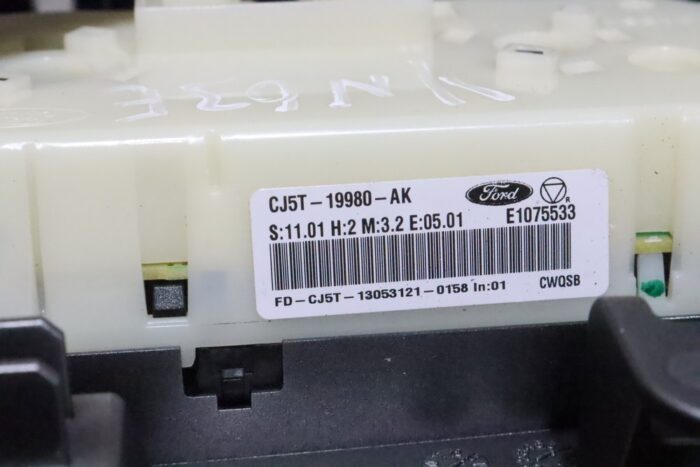 CJ5T-19980-AK Ford R
S:11.01 H:2 M:3.2 E:05.01 E1075533
FD-CJ5T-13053121-0158 In:01 CWQSB